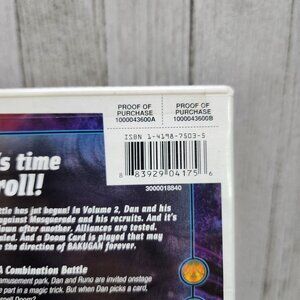 PROOF OF
PURCHASE
1000043600A
PROOF OF
PURCHASE
1000043600B
ISBN 1-4198-7503-5
8 83929 04175 6
3000018840
s time
roll!
ttle has just begun! In Volume 2, Dan and his
against Masquerade and his recruits. And it's
own after another. Alliances are tested.
aled. And a Doom Card is played that may
the direction of BAKUGAN forever.
A Combination Battle
amusement park, Dan and Runo are invited onstage
part in a magic trick. But when Dan picks a card,
Doom?